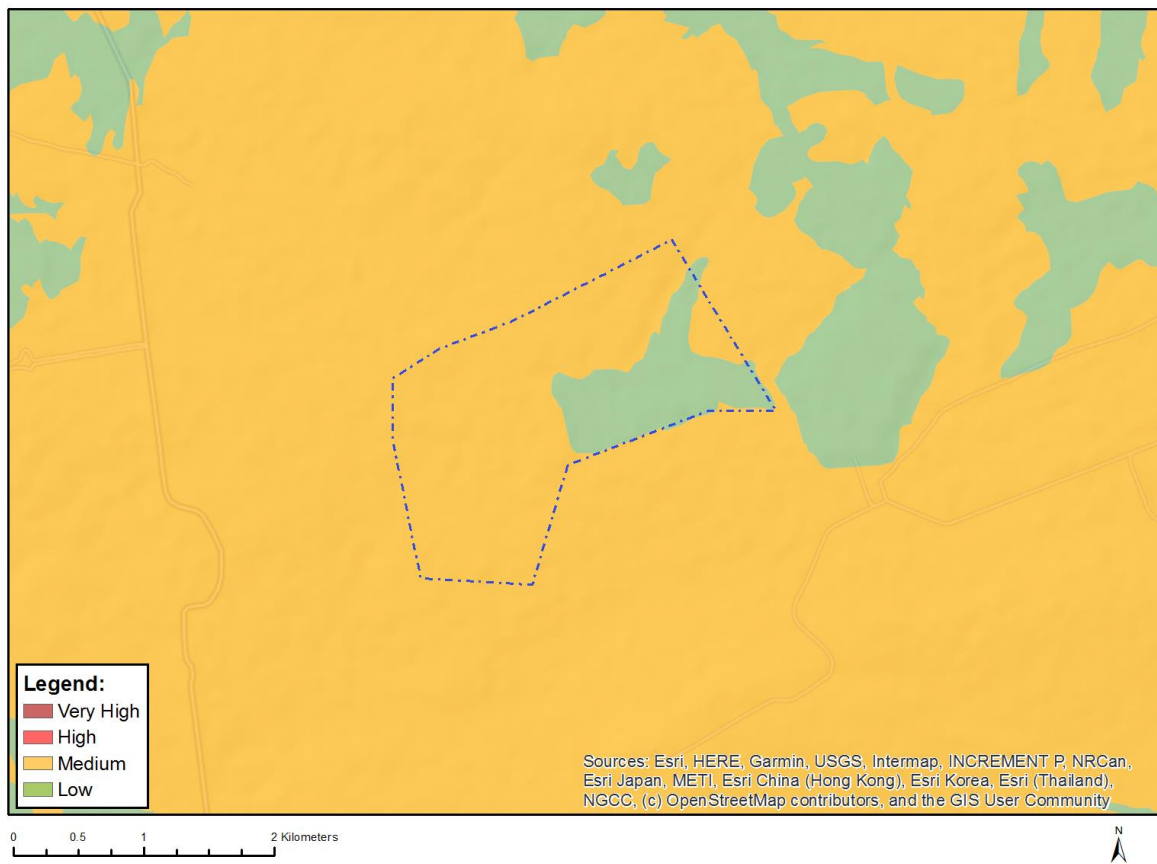 Legend:
Very High
High
Medium
Low
Sources: Esri, HERE, Garmin, USGS, Intermap, INCREMENT P, NRCan,
Esri Japan, METI, Esri China (Hong Kong), Esri Korea, Esri (Thailand),
NGCC, (c) OpenStreetMap contributors, and the GIS User Community
0 0.5 1 2 Kilometers
N